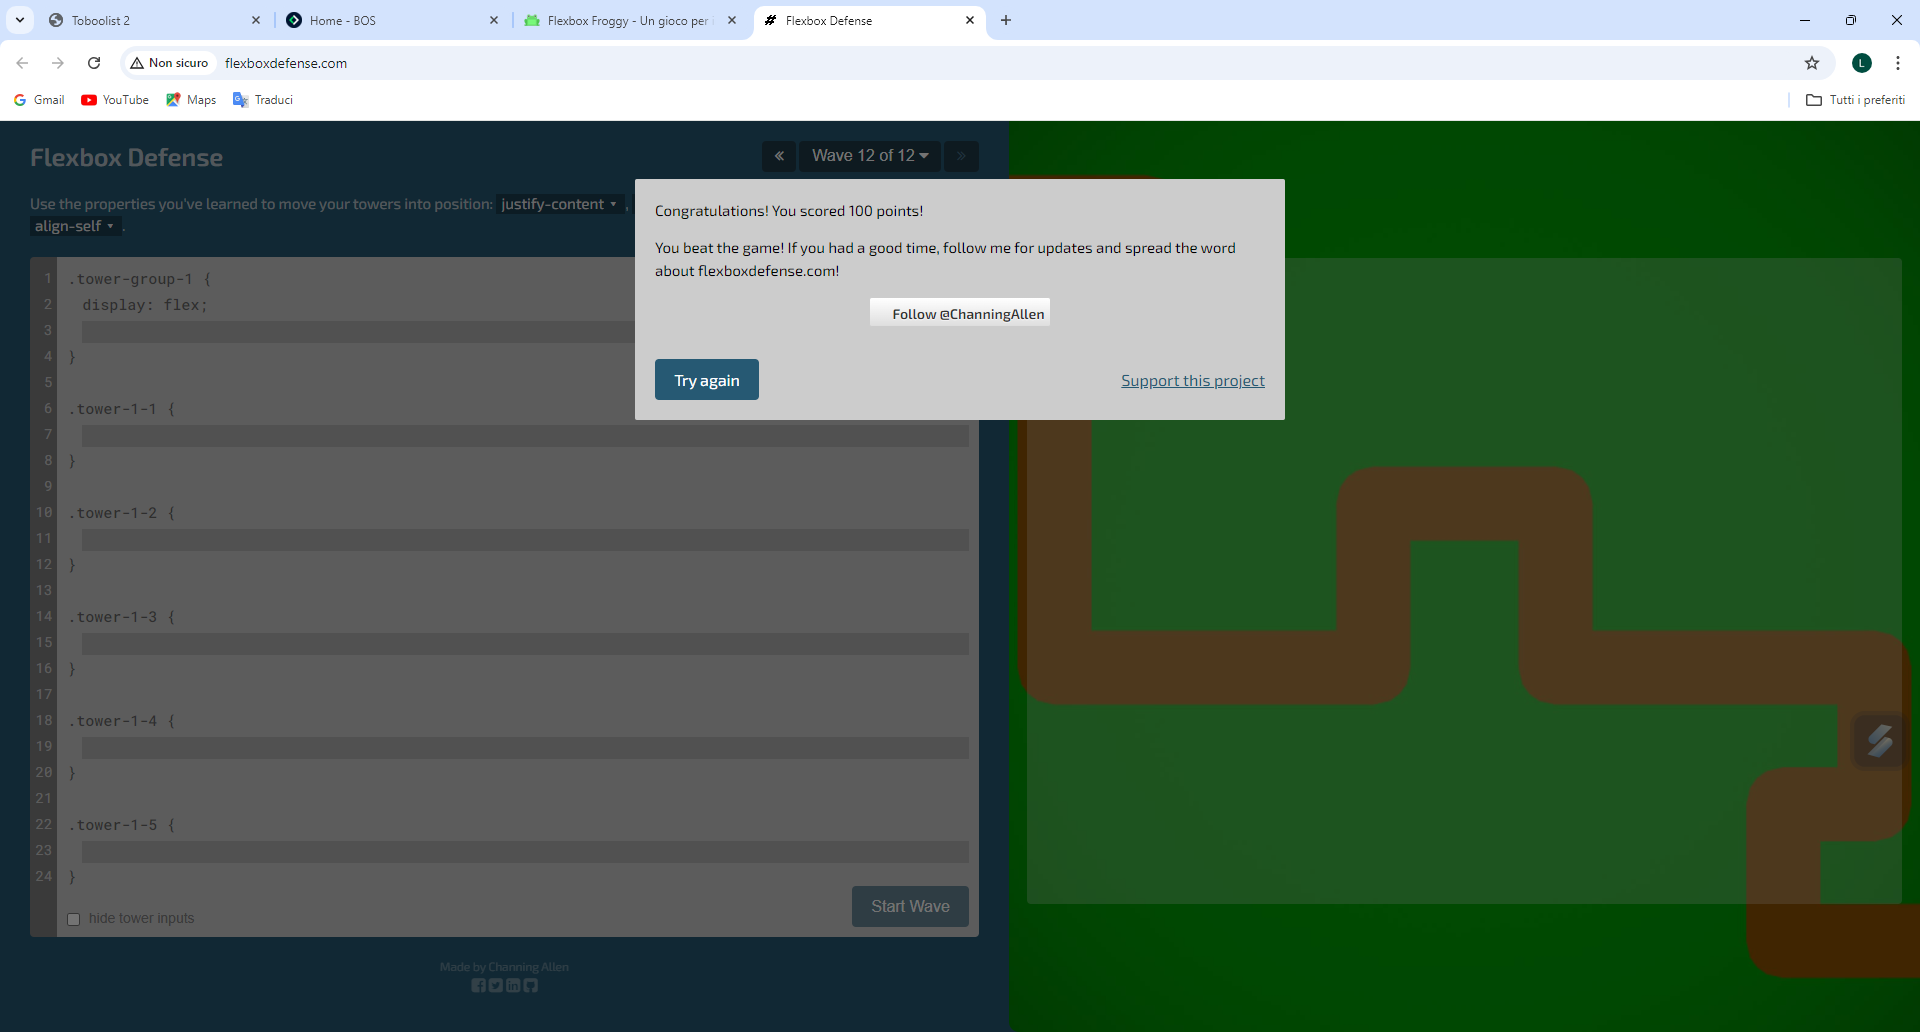 Toboolist 2
Home - BOS
Flexbox Froggy - Un gioco per
Flexbox Defense
Non sicuro
flexboxdefense.com
L
Gmail
YouTube
Maps
Traduci
Tutti i preferiti
Flexbox Defense
Wave 12 of 12
Use the properties you've learned to move your towers into position: justify-content ,
align-self .
Congratulations! You scored 100 points!
You beat the game! If you had a good time, follow me for updates and spread the word
about flexboxdefense.com!
Follow @ChanningAllen
Try again
Support this project
1 .tower-group-1 {
2 display: flex;
3
4 }
5
6 .tower-1-1 {
7
8 }
9
10 .tower-1-2 {
11
12 }
13
14 .tower-1-3 {
15
16 }
17
18 .tower-1-4 {
19
20 }
21
22 .tower-1-5 {
23
24 }
hide tower inputs
Start Wave
Made by Channing Allen